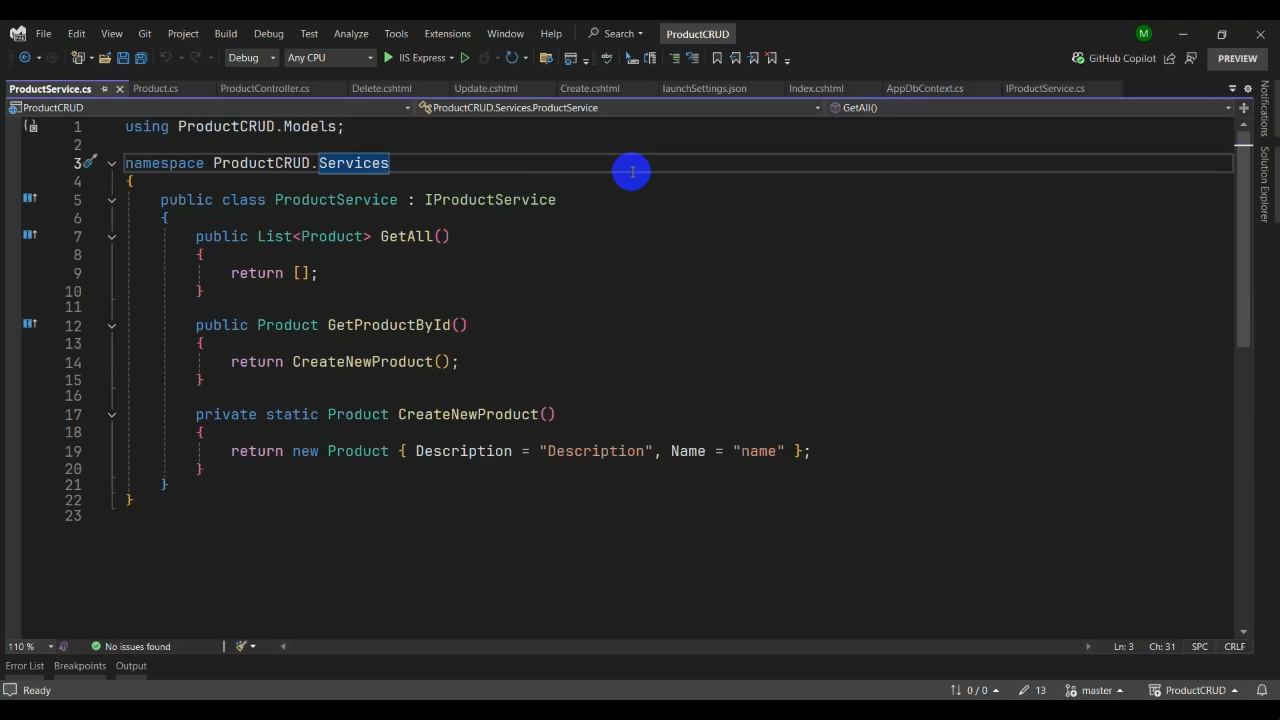 File Edit View Git Project Build Debug Test Analyze Tools Extensions Window Help Search ProductCRUD M
Debug Any CPU IIS Express GitHub Copilot PREVIEW
ProductService.cs Product.cs ProductController.cs Delete.cshtml Update.cshtml Create.cshtml launchSettings.json Index.cshtml AppDbContext.cs IProductService.cs
ProductCRUD ProductCRUD.Services.ProductService GetAll()
1 using ProductCRUD.Models;
2
3 namespace ProductCRUD.Services
4 {
5 public class ProductService : IProductService
6 {
7 public List<Product> GetAll()
8 {
9 return [];
10 }
11
12 public Product GetProductById()
13 {
14 return CreateNewProduct();
15 }
16
17 private static Product CreateNewProduct()
18 {
19 return new Product { Description = "Description", Name = "name" };
20 }
21 }
22 }
23
Notifications
Solution Explorer
110 % No issues found Ln: 3 Ch: 31 SPC CRLF
Error List Breakpoints Output
Ready 0 / 0 13 master ProductCRUD